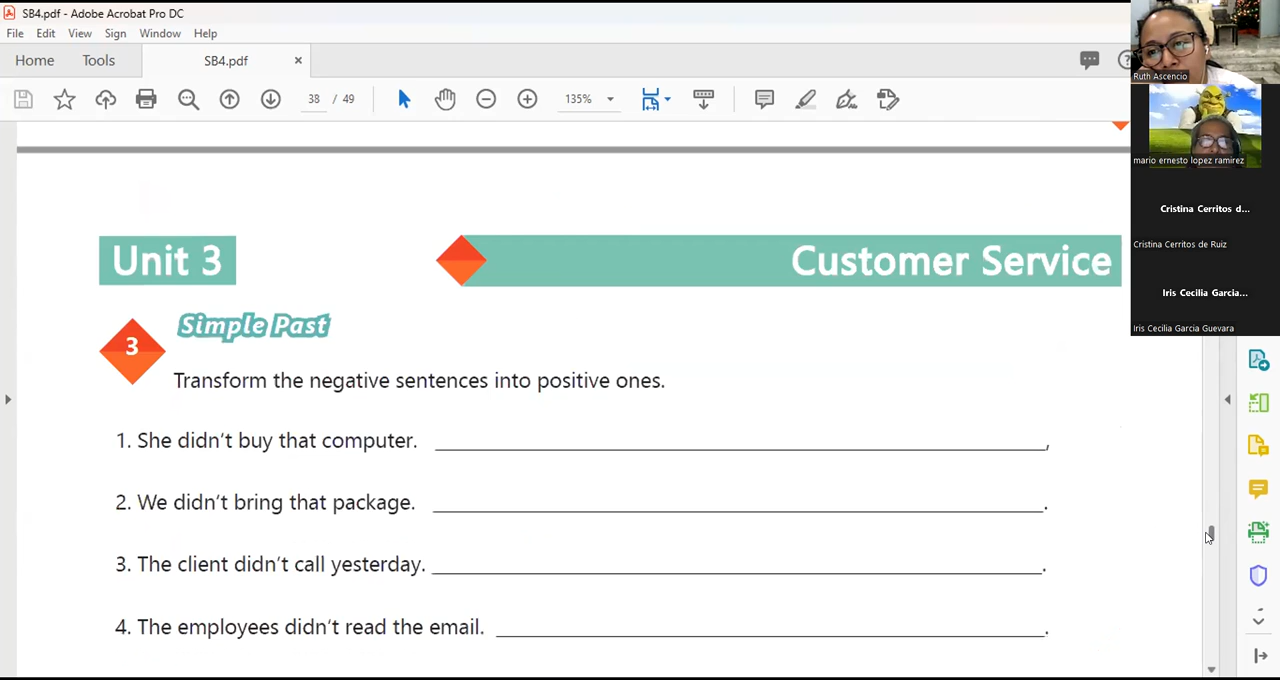 SB4.pdf - Adobe Acrobat Pro DC
File Edit View Sign Window Help
Home Tools SB4.pdf ×
38 / 49 135%
Unit 3 Customer Service
3 Simple Past
Transform the negative sentences into positive ones.
1. She didn't buy that computer. ,
2. We didn't bring that package. .
3. The client didn't call yesterday. .
4. The employees didn't read the email. .
Ruth Ascencio
mario ernesto lopez ramirez
Cristina Cerritos d...
Cristina Cerritos de Ruiz
Iris Cecilia Garcia...
Iris Cecilia Garcia Guevara